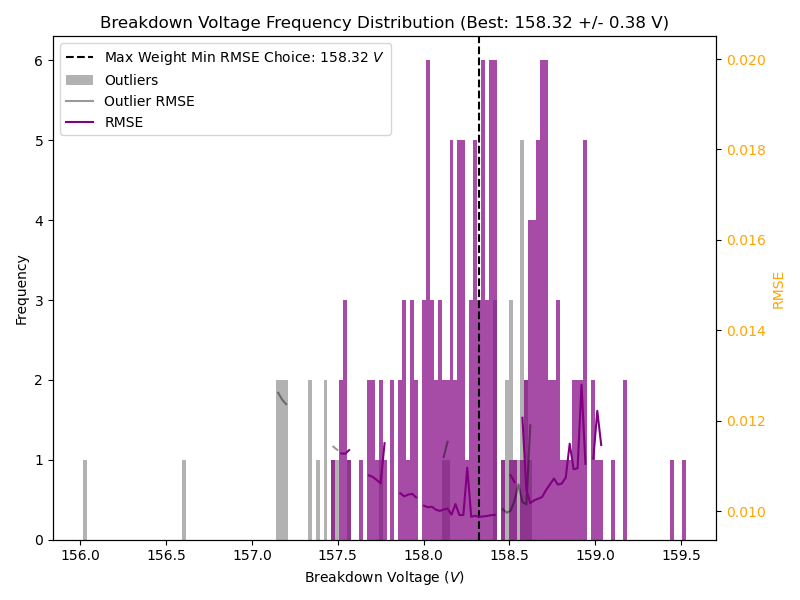 Breakdown Voltage Frequency Distribution (Best: 158.32 +/- 0.38 V)
Max Weight Min RMSE Choice: 158.32 V
Outliers
Outlier RMSE
RMSE
Frequency
6
5
4
3
2
1
0
0.020
0.018
0.016
0.014
0.012
0.010
RMSE
156.0 156.5 157.0 157.5 158.0 158.5 159.0 159.5
Breakdown Voltage (V)